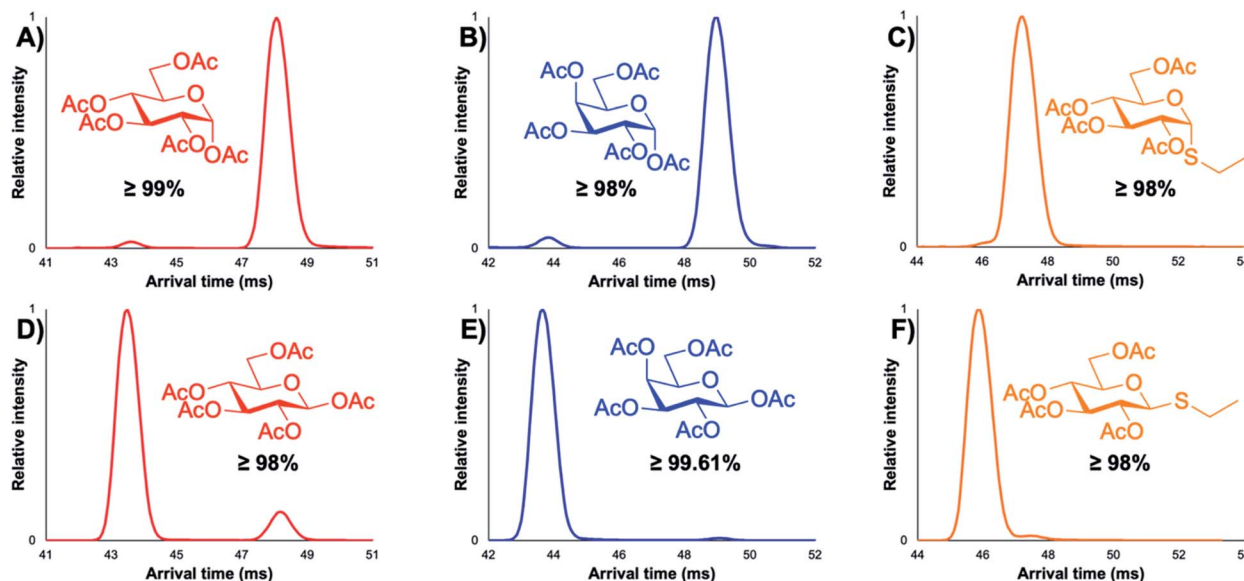 A)
1
Relative intensity
0
OAc
O
AcO
AcO
AcO
OAc
≥ 99%
41 43 45 47 49 51
Arrival time (ms)
B)
1
Relative intensity
0
AcO
OAc
O
AcO
AcO
OAc
≥ 98%
42 44 46 48 50 52
Arrival time (ms)
C)
1
Relative intensity
0
OAc
O
AcO
AcO
AcO
S
≥ 98%
44 46 48 50 52
Arrival time (ms)
D)
1
Relative intensity
0
OAc
O
AcO
AcO
OAc
AcO
≥ 98%
41 43 45 47 49 51
Arrival time (ms)
E)
1
Relative intensity
0
AcO
OAc
O
AcO
OAc
AcO
≥ 99.61%
42 44 46 48 50 52
Arrival time (ms)
F)
1
Relative intensity
0
OAc
O
AcO
AcO
S
AcO
≥ 98%
44 46 48 50 52
Arrival time (ms)